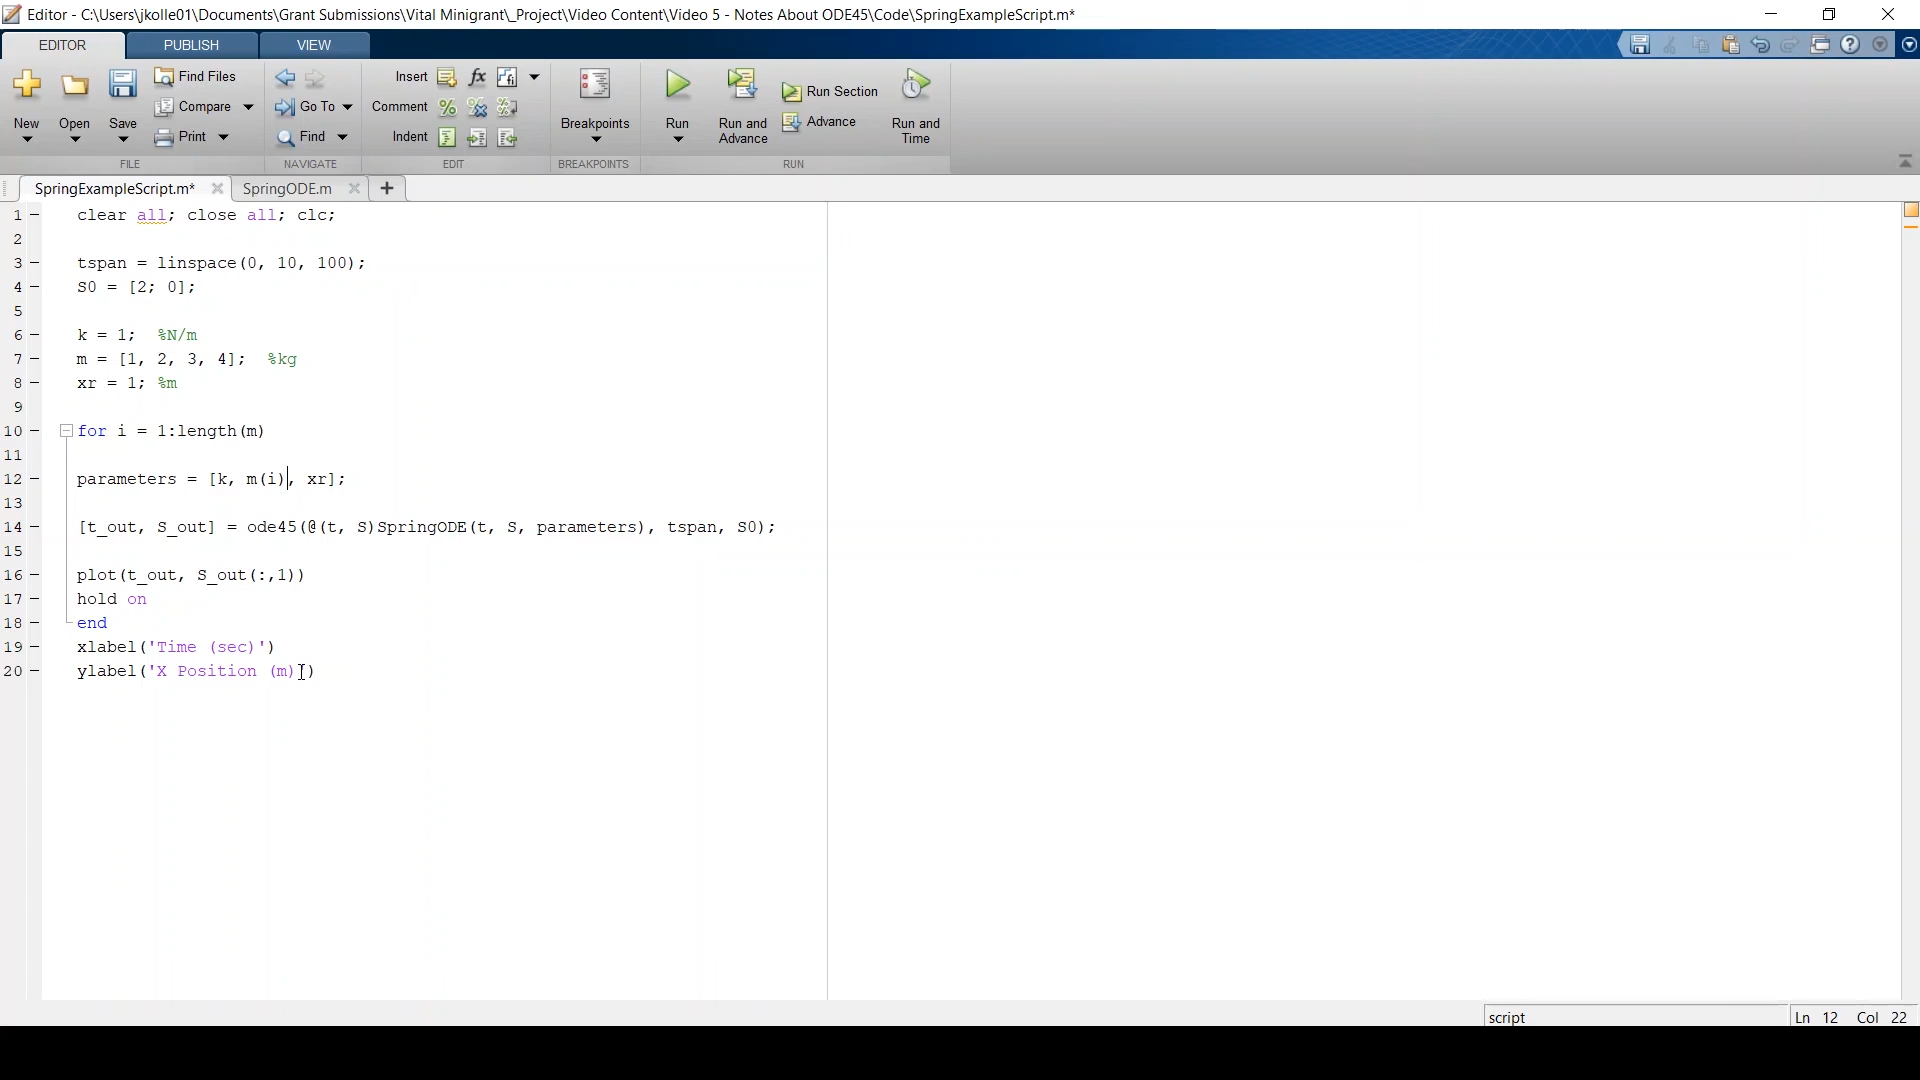 Editor - C:\Users\jkolle01\Documents\Grant Submissions\Vital Minigrant\_Project\Video Content\Video 5 - Notes About ODE45\Code\SpringExampleScript.m*
EDITOR PUBLISH VIEW
New Open Save Find Files Compare Print
FILE
Go To Find
NAVIGATE
Insert fx
Comment % %
Indent
EDIT
Breakpoints
BREAKPOINTS
Run Run and Advance Run Section Advance Run and Time
RUN
SpringExampleScript.m* SpringODE.m +
1 clear all; close all; clc;
2
3 tspan = linspace(0, 10, 100);
4 S0 = [2; 0];
5
6 k = 1; %N/m
7 m = [1, 2, 3, 4]; %kg
8 xr = 1; %m
9
10 for i = 1:length(m)
11
12 parameters = [k, m(i), xr];
13
14 [t_out, S_out] = ode45(@(t, S)SpringODE(t, S, parameters), tspan, S0);
15
16 plot(t_out, S_out(:,1))
17 hold on
18 end
19 xlabel('Time (sec)')
20 ylabel('X Position (m)')
script Ln 12 Col 22